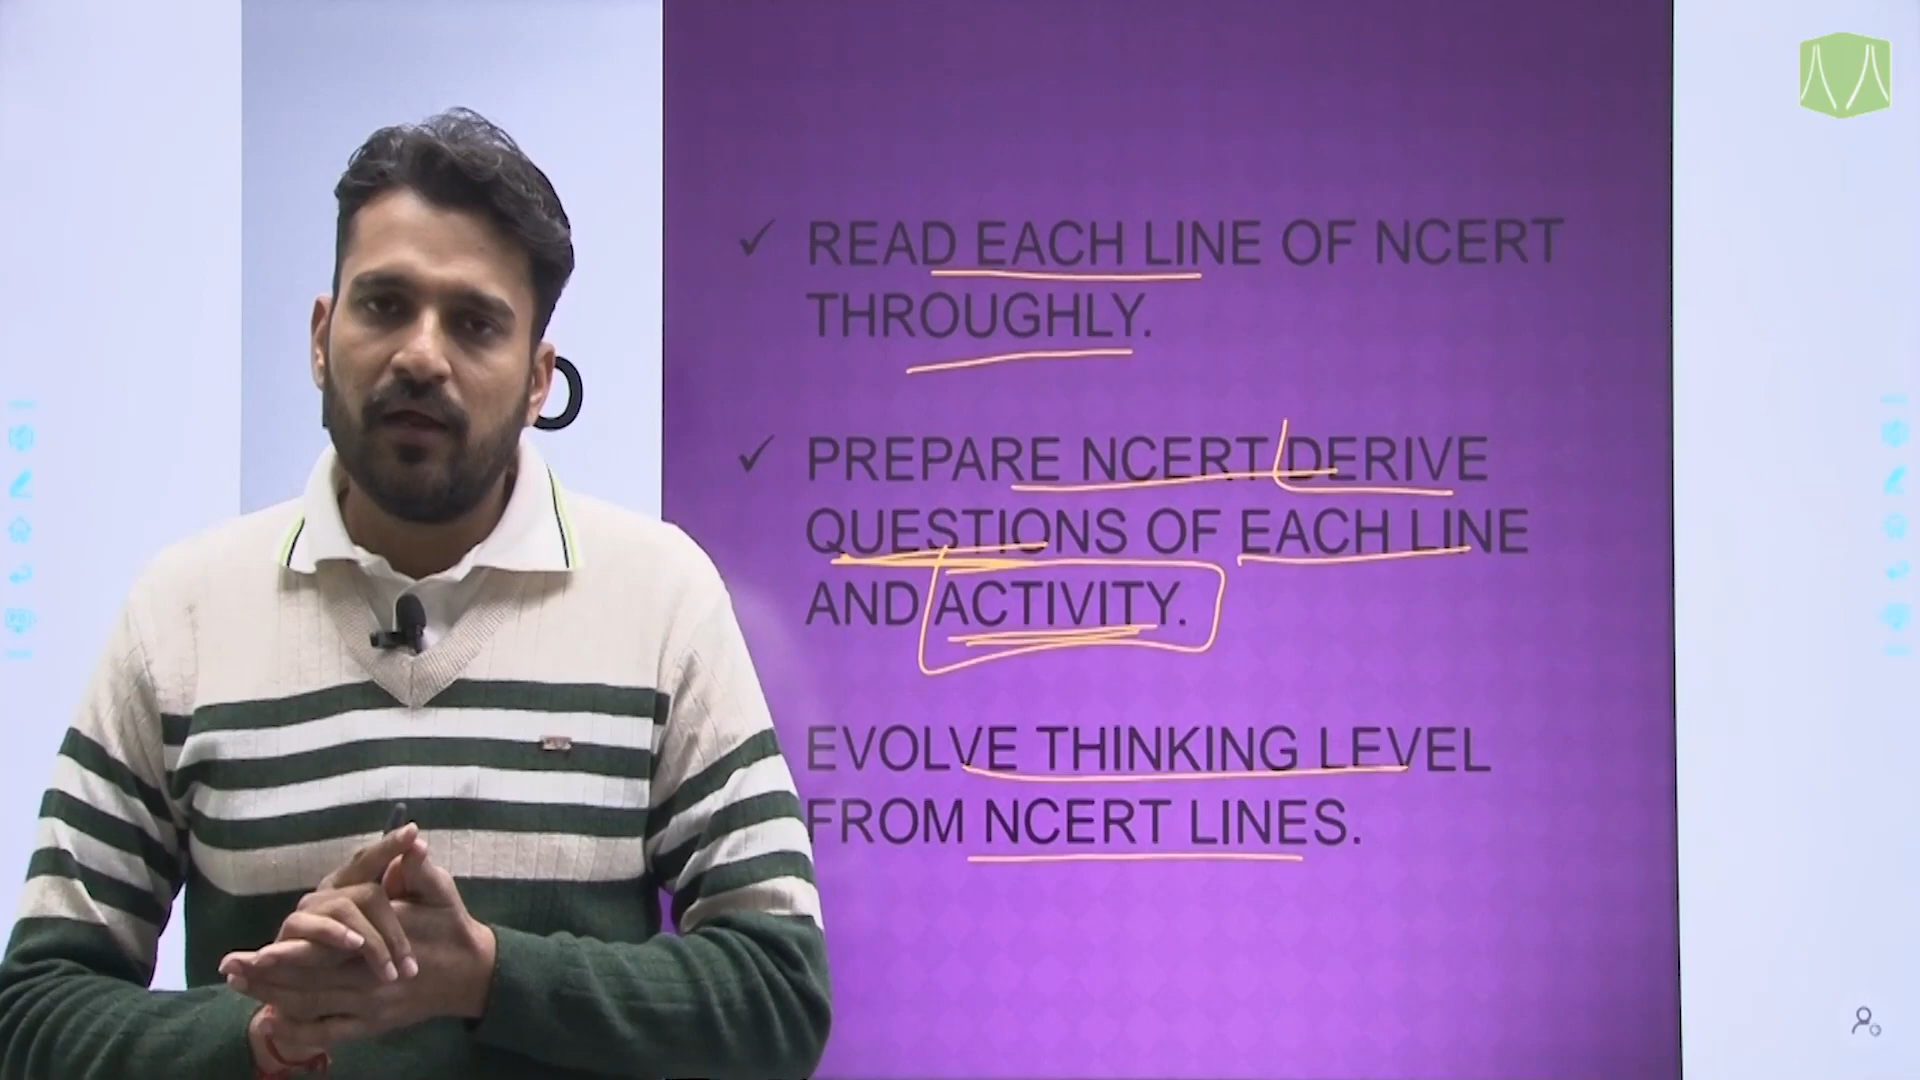 ✓ READ EACH LINE OF NCERT
THROUGHLY.
✓ PREPARE NCERT DERIVE
QUESTIONS OF EACH LINE
AND ACTIVITY.
EVOLVE THINKING LEVEL
FROM NCERT LINES.